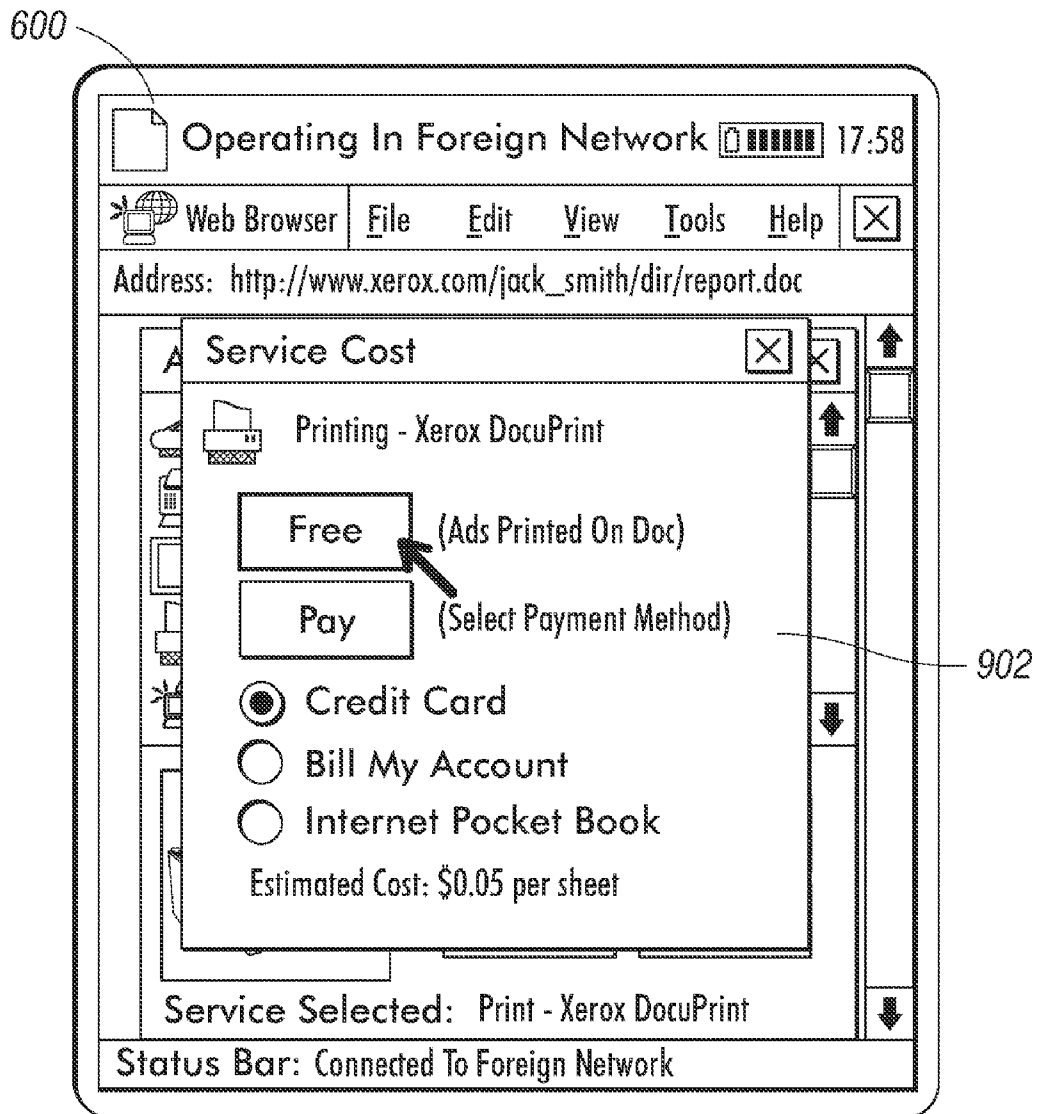 600
Operating In Foreign Network 17:58
Web Browser File Edit View Tools Help
Address: http://www.xerox.com/jack_smith/dir/report.doc
A
Service Cost
Printing - Xerox DocuPrint
Free (Ads Printed On Doc)
Pay (Select Payment Method)
902
Credit Card
Bill My Account
Internet Pocket Book
Estimated Cost: $0.05 per sheet
Service Selected: Print - Xerox DocuPrint
Status Bar: Connected To Foreign Network